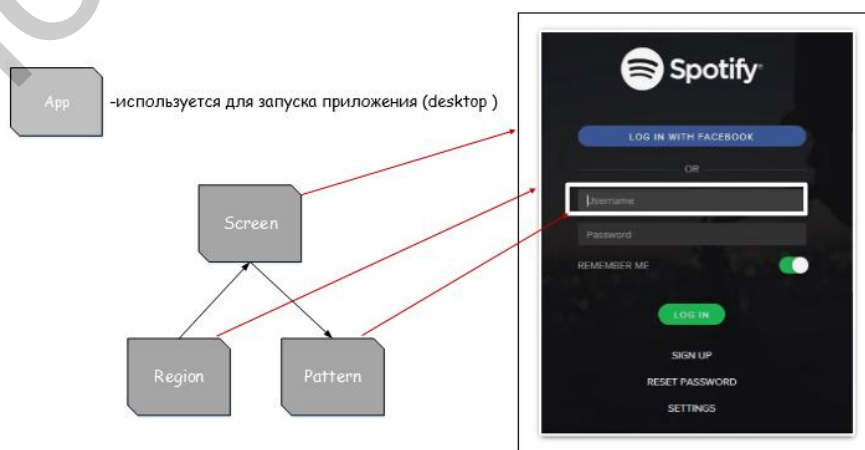 App
-используется для запуска приложения (desktop )
Screen
Region
Pattern
Spotify
LOG IN WITH FACEBOOK
OR
Username
Password
REMEMBER ME
LOG IN
SIGN UP
RESET PASSWORD
SETTINGS